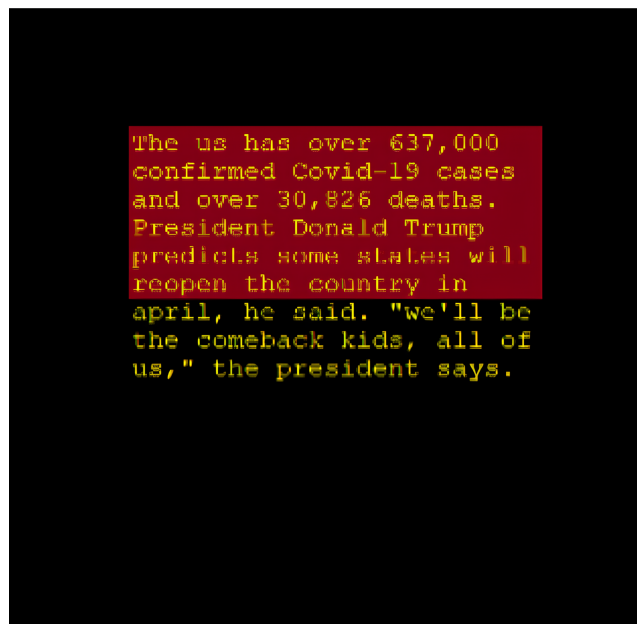 The us has over 637,000
confirmed Covid-19 cases
and over 30,826 deaths.
President Donald Trump
predicts some states will
reopen the country in
april, he said. "we'll be
the comeback kids, all of
us," the president says.